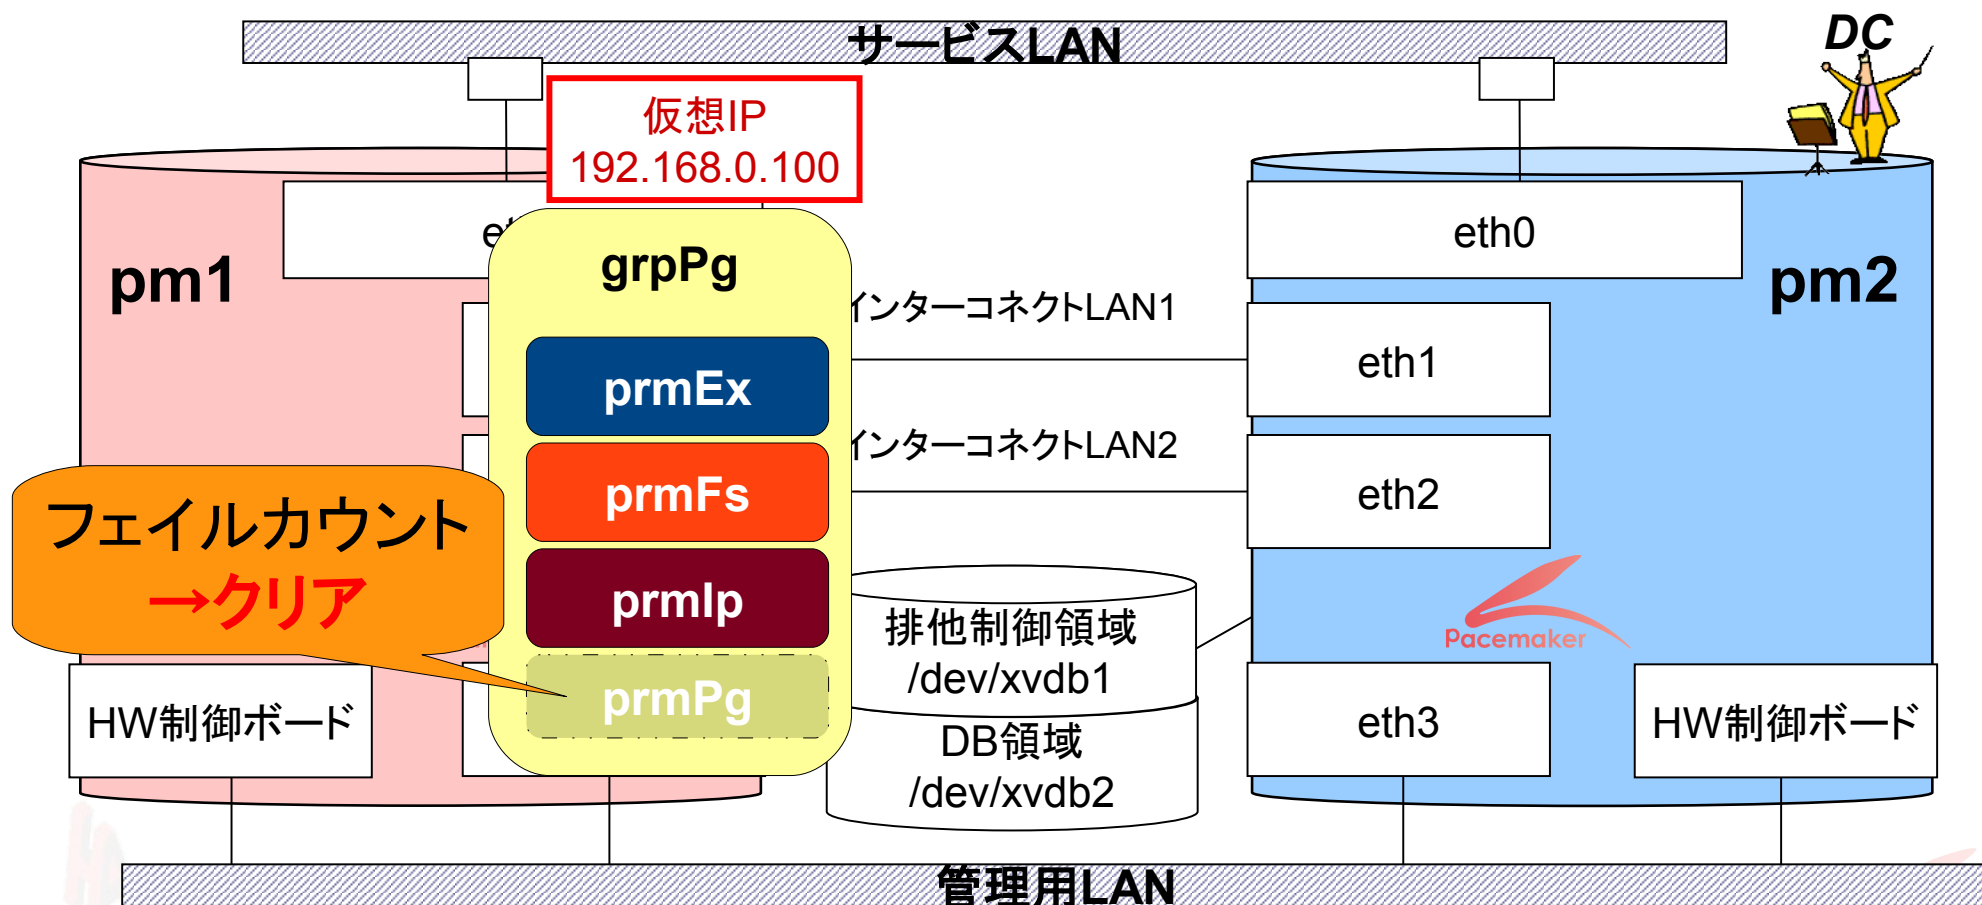 サービスLAN
DC
仮想IP
192.168.0.100
pm1
grpPg
eth0
pm2
インターコネクトLAN1
prmEx
eth1
インターコネクトLAN2
prmFs
eth2
フェイルカウント
→クリア
prmIp
排他制御領域
/dev/xvdb1
Pacemaker
prmPg
HW制御ボード
DB領域
/dev/xvdb2
eth3
HW制御ボード
管理用LAN